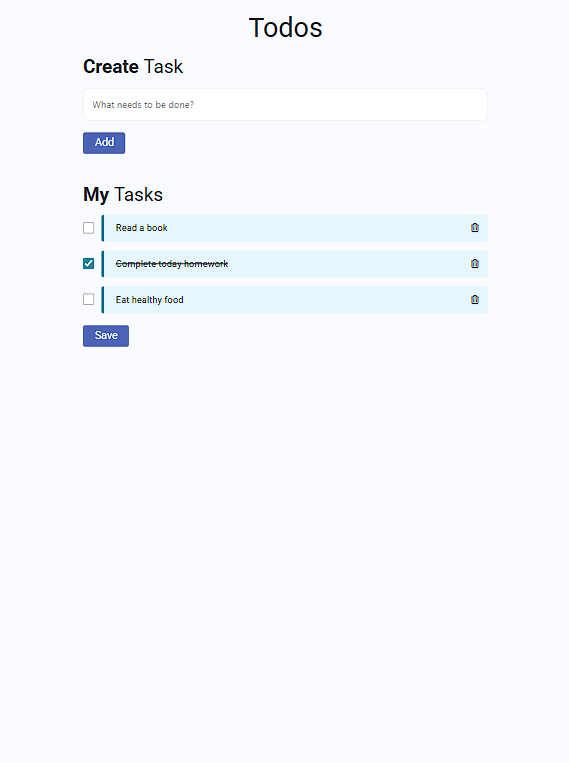 Todos
Create Task
What needs to be done?
Add
My Tasks
Read a book
Complete today homework
Eat healthy food
Save